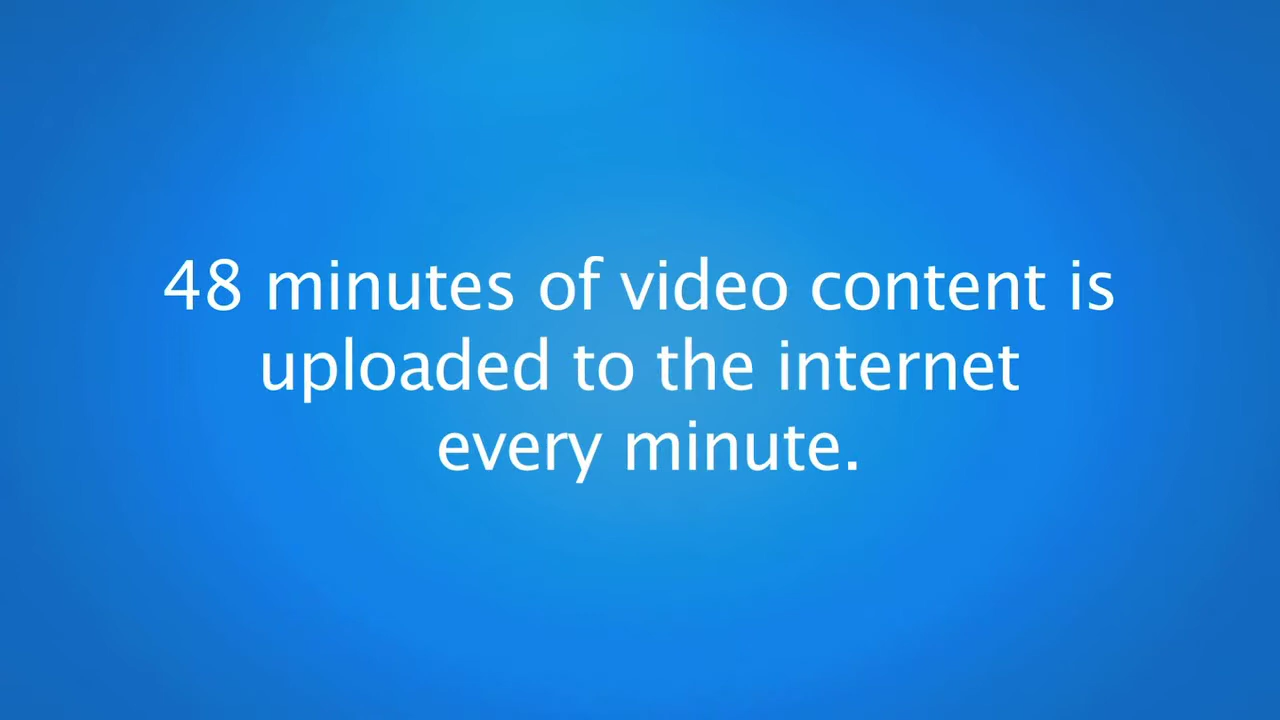 48 minutes of video content is
uploaded to the internet
every minute.